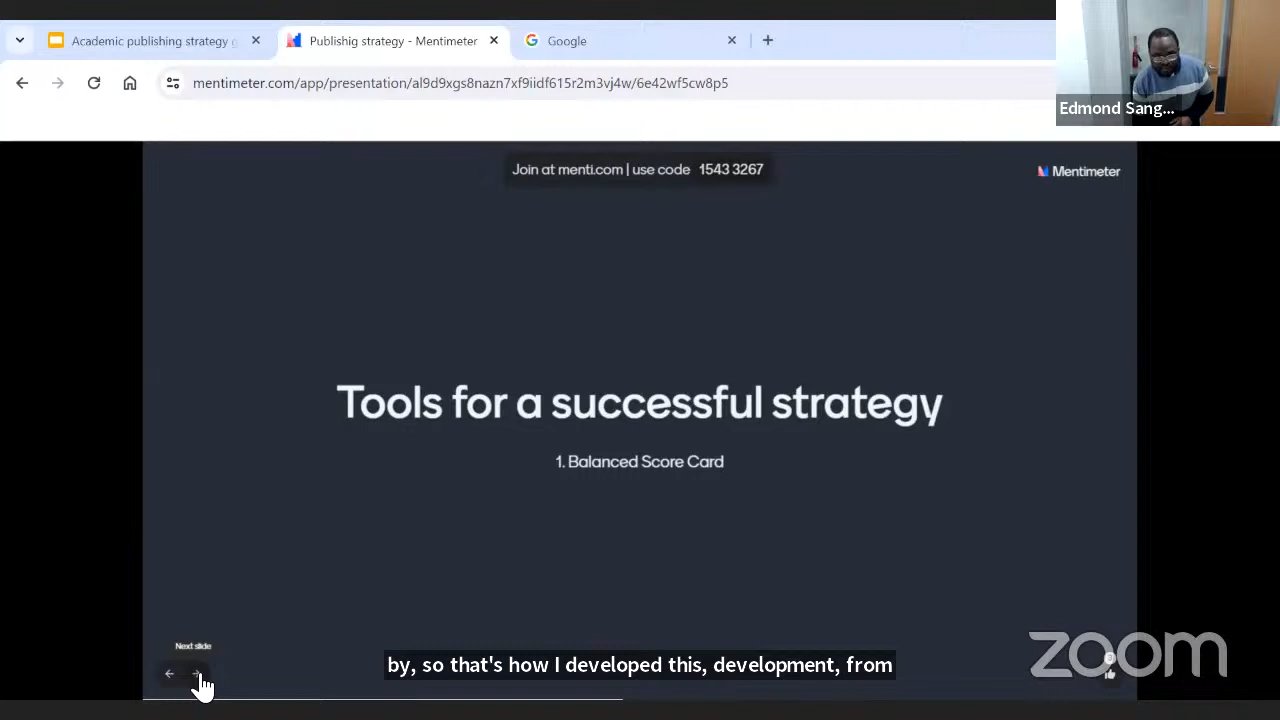 Academic publishing strategy g
Publishig strategy - Mentimeter
Google
mentimeter.com/app/presentation/al9d9xgs8nazn7xf9iidf615r2m3vj4w/6e42wf5cw8p5
Edmond Sang...
Join at menti.com | use code 1543 3267
Mentimeter
Tools for a successful strategy
1. Balanced Score Card
Next slide
by, so that's how I developed this, development, from
zoom